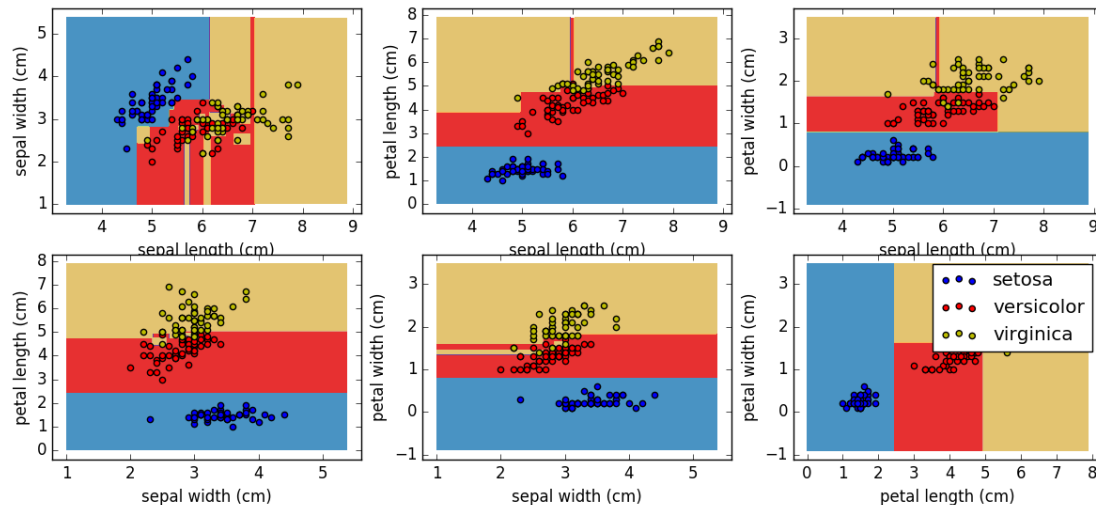 sepal width (cm)
5
4
3
2
1
4 5 6 7 8 9
sepal length (cm)
petal length (cm)
8
7
6
5
4
3
2
1
0
4 5 6 7 8 9
sepal length (cm)
petal width (cm)
3
2
1
0
−1
4 5 6 7 8 9
sepal length (cm)
petal length (cm)
8
7
6
5
4
3
2
1
0
1 2 3 4 5
sepal width (cm)
petal width (cm)
3
2
1
0
−1
1 2 3 4 5
sepal width (cm)
petal width (cm)
3
2
1
0
−1
0 1 2 3 4 5 6 7 8
petal length (cm)
setosa
versicolor
virginica